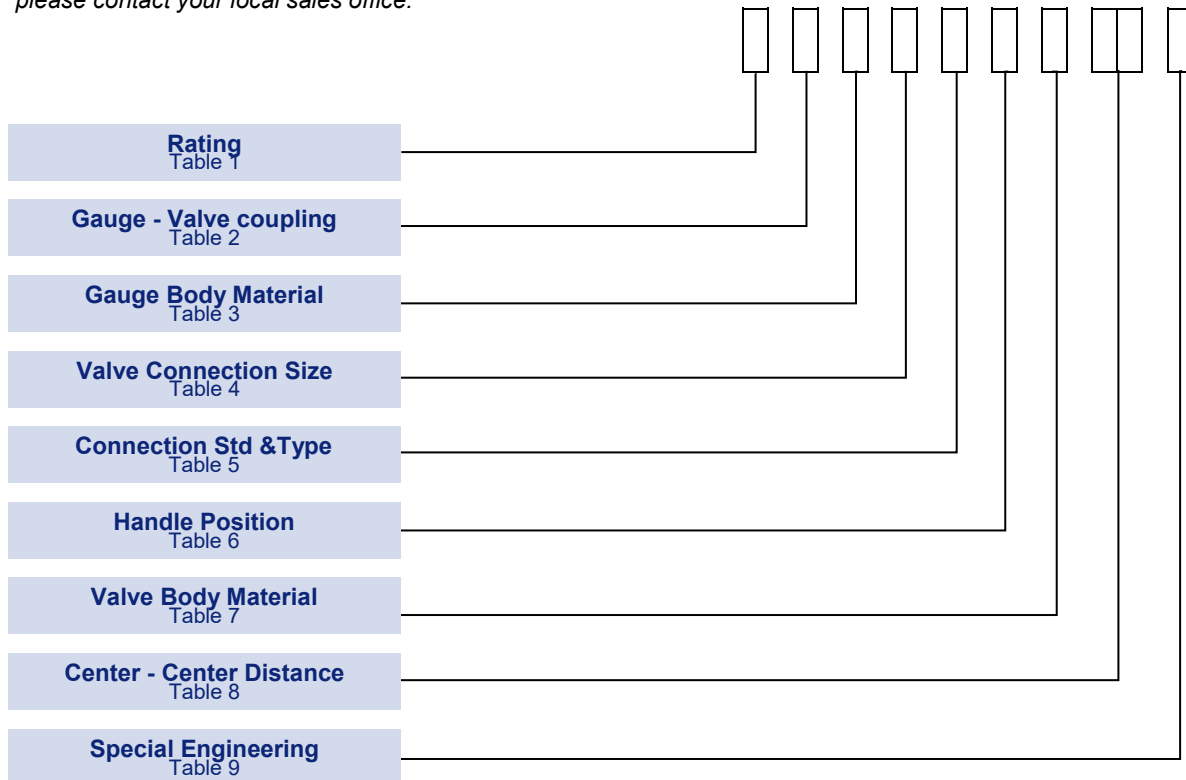 please contact your local sales office.
Rating
Table 1
Gauge - Valve coupling
Table 2
Gauge Body Material
Table 3
Valve Connection Size
Table 4
Connection Std &Type
Table 5
Handle Position
Table 6
Valve Body Material
Table 7
Center - Center Distance
Table 8
Special Engineering
Table 9